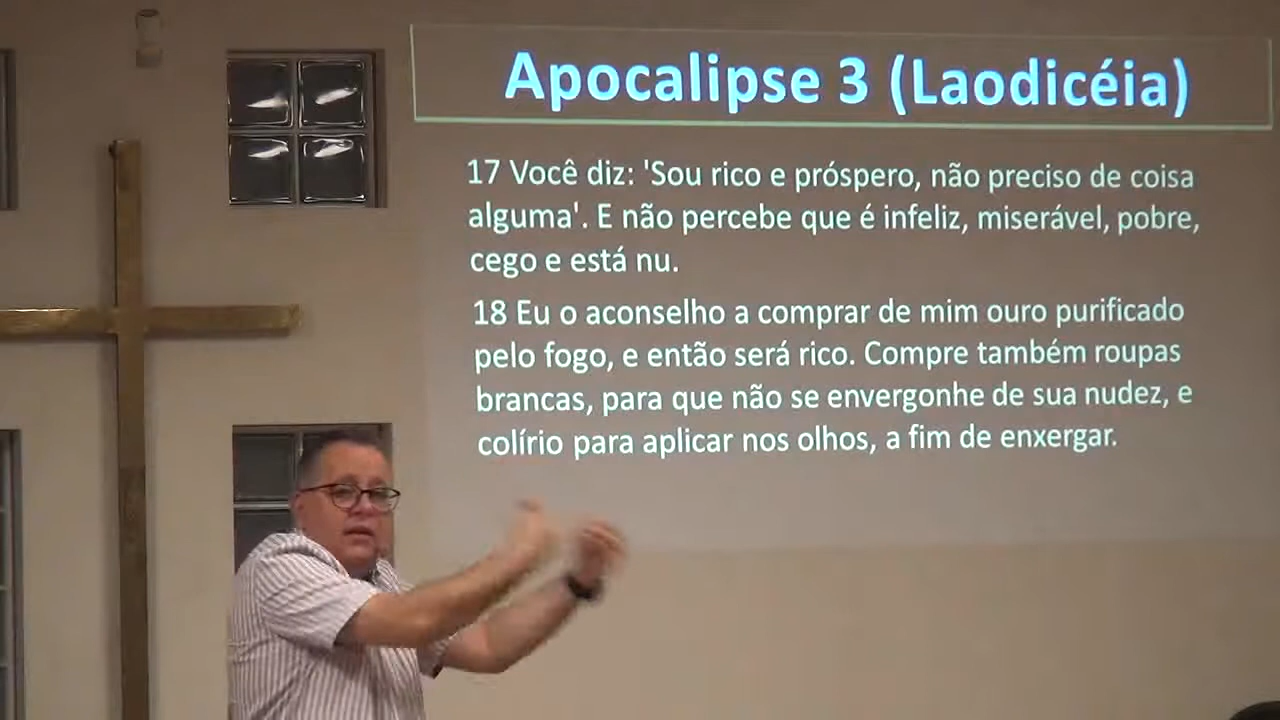 Apocalipse 3 (Laodicéia)
17 Você diz: 'Sou rico e próspero, não preciso de coisa
alguma'. E não percebe que é infeliz, miserável, pobre,
cego e está nu.
18 Eu o aconselho a comprar de mim ouro purificado
pelo fogo, e então será rico. Compre também roupas
brancas, para que não se envergonhe de sua nudez, e
colírio para aplicar nos olhos, a fim de enxergar.